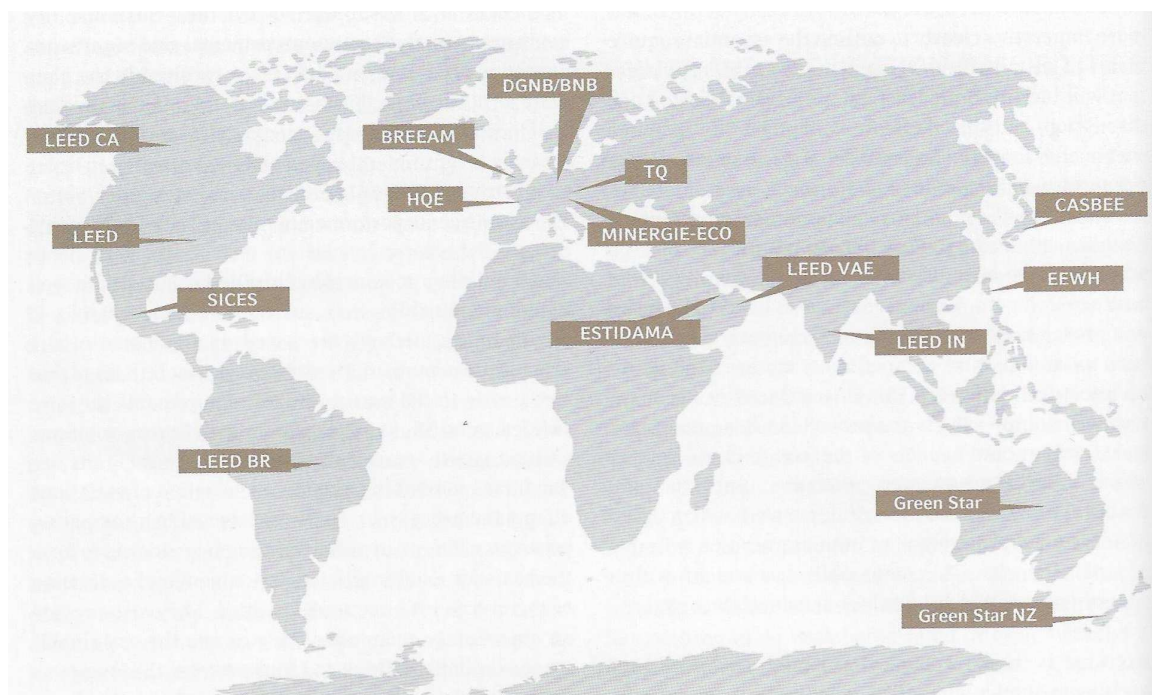 DGNB/BNB
LEED CA
BREEAM
TQ
HQE
CASBEE
LEED
MINERGIE-ECO
LEED VAE
EEWH
SICES
ESTIDAMA
LEED IN
LEED BR
Green Star
Green Star NZ